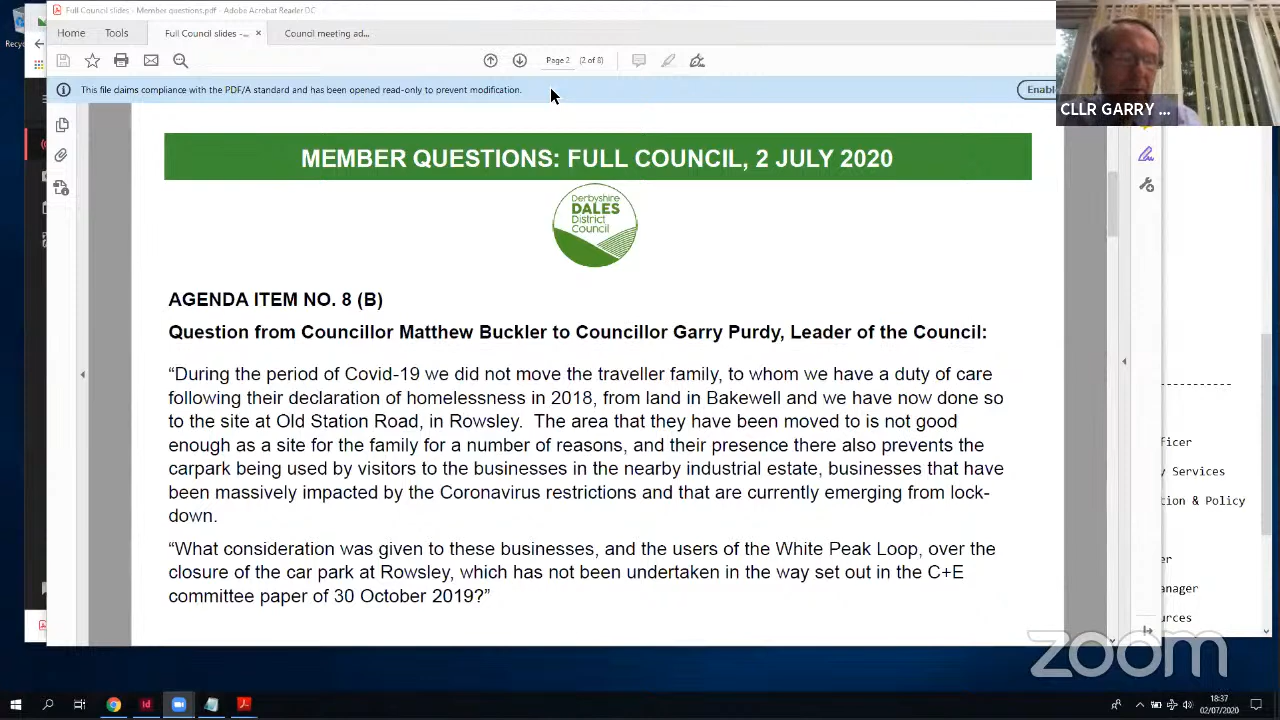 Full Council slides - Member questions.pdf - Adobe Acrobat Reader DC
Home
Tools
Full Council slides -...
×
Council meeting ad...
Page 2
(2 of 8)
This file claims compliance with the PDF/A standard and has been opened read-only to prevent modification.
Enabl
CLLR GARRY ...
MEMBER QUESTIONS: FULL COUNCIL, 2 JULY 2020
Derbyshire
DALES
District
Council
AGENDA ITEM NO. 8 (B)
Question from Councillor Matthew Buckler to Councillor Garry Purdy, Leader of the Council:
“During the period of Covid-19 we did not move the traveller family, to whom we have a duty of care
following their declaration of homelessness in 2018, from land in Bakewell and we have now done so
to the site at Old Station Road, in Rowsley.  The area that they have been moved to is not good
enough as a site for the family for a number of reasons, and their presence there also prevents the
carpark being used by visitors to the businesses in the nearby industrial estate, businesses that have
been massively impacted by the Coronavirus restrictions and that are currently emerging from lock-
down.
“What consideration was given to these businesses, and the users of the White Peak Loop, over the
closure of the car park at Rowsley, which has not been undertaken in the way set out in the C+E
committee paper of 30 October 2019?”
Recyc
------------
ficer
y Services
tion & Policy
er
anager
urces
zoom
18:37
02/07/2020